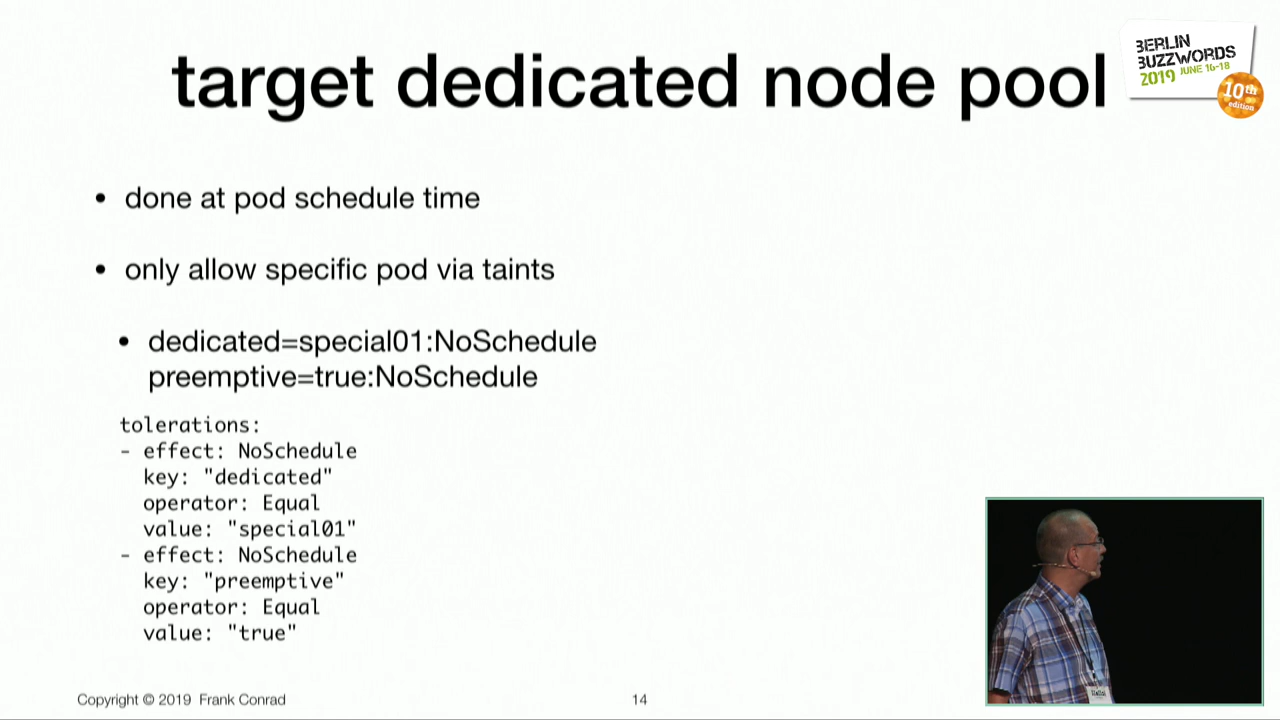 target dedicated node pool
BERLIN
BUZZWORDS
2019 JUNE 16-18
10th
edition
• done at pod schedule time
• only allow specific pod via taints
• dedicated=special01:NoSchedule
preemptive=true:NoSchedule
tolerations:
- effect: NoSchedule
key: "dedicated"
operator: Equal
value: "special01"
- effect: NoSchedule
key: "preemptive"
operator: Equal
value: "true"
Copyright © 2019 Frank Conrad
14